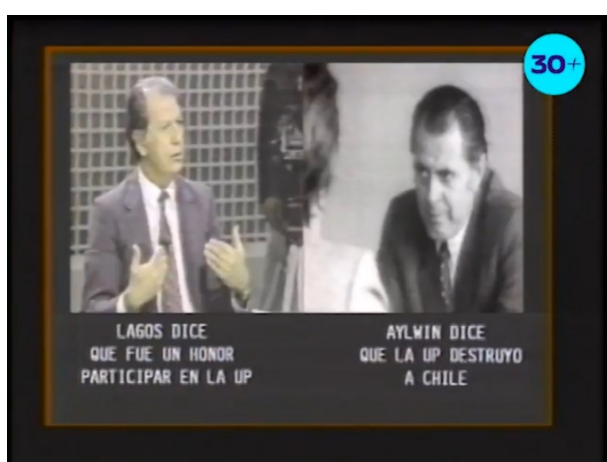 30+
LAGOS DICE
QUE FUE UN HONOR
PARTICIPAR EN LA UP
AYLWIN DICE
QUE LA UP DESTRUYO
A CHILE